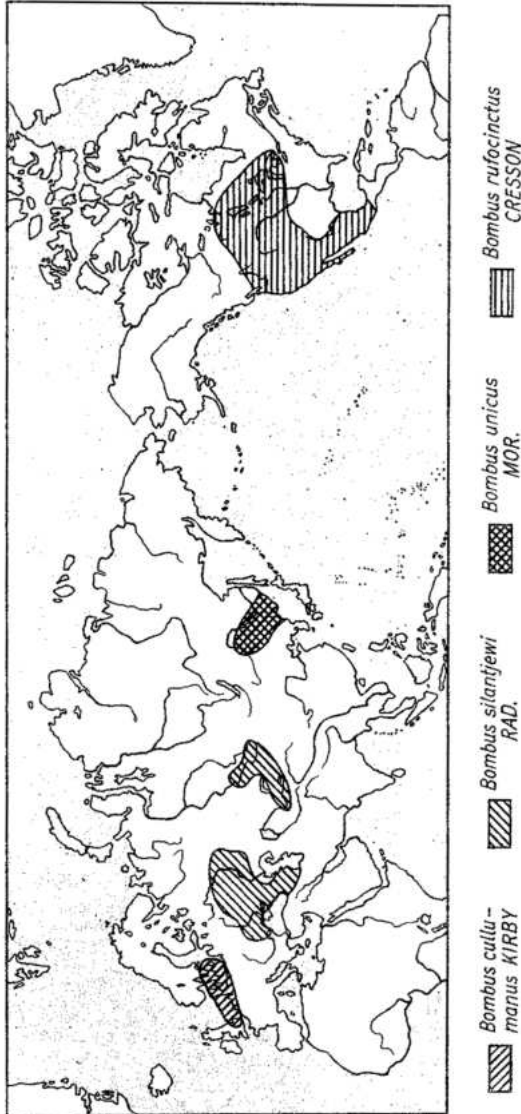 Bombus cullu-
manus KIRBY
Bombus silantjewi
RAD.
Bombus unicus
MOR.
Bombus rufocinctus
CRESSON